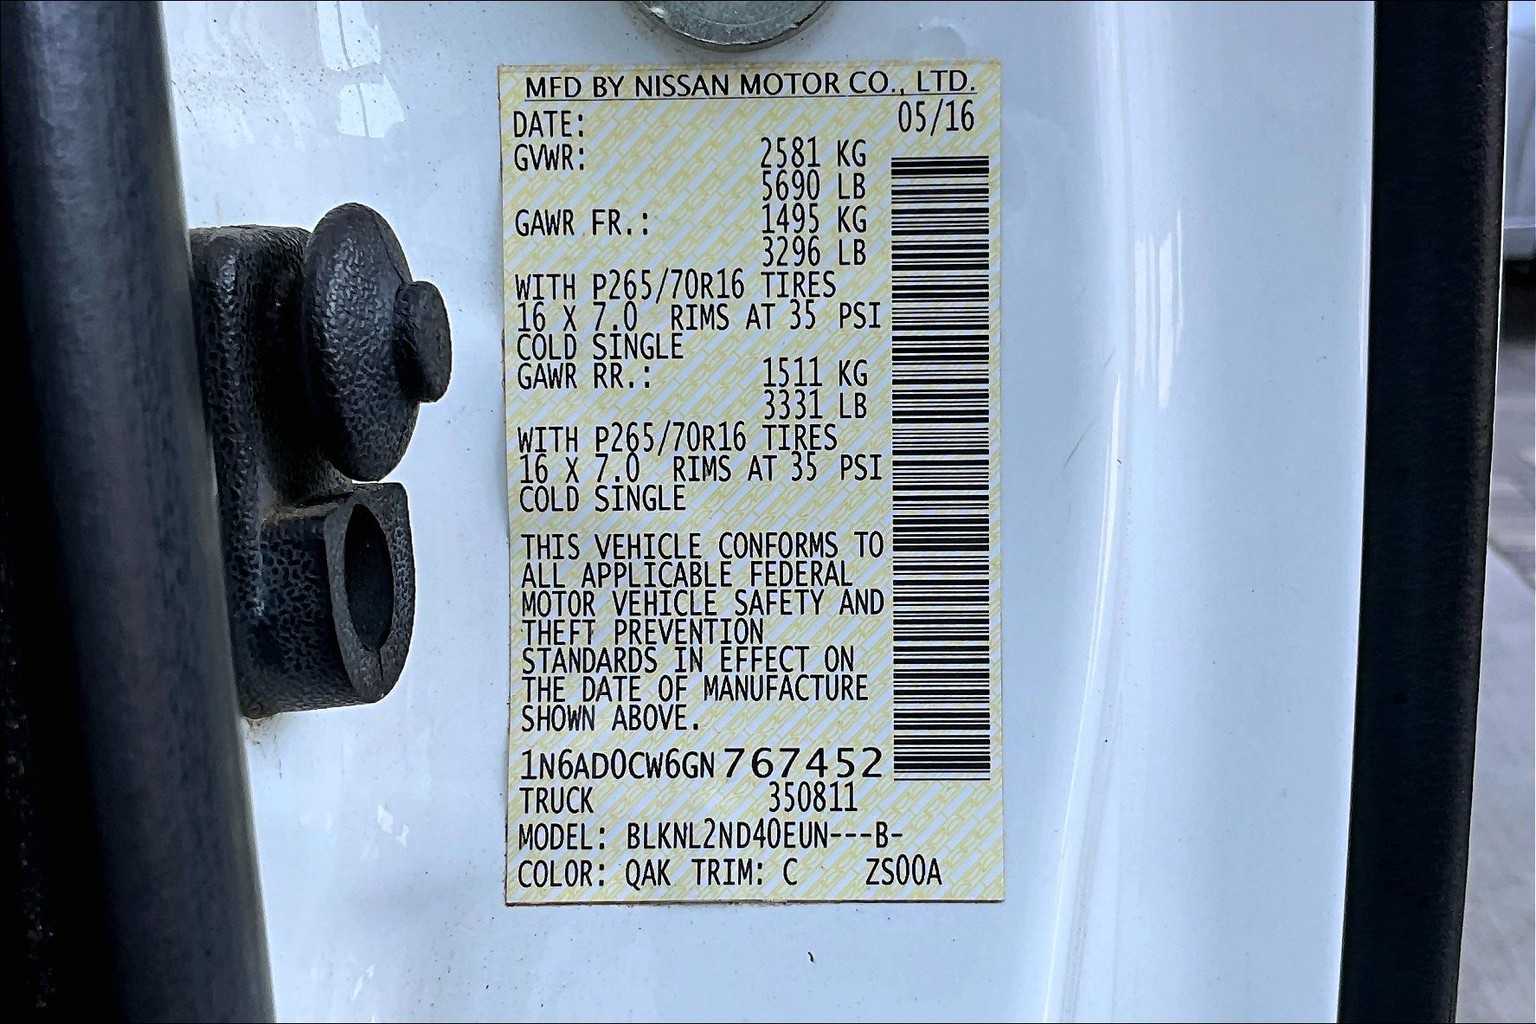 MFD BY NISSAN MOTOR CO., LTD.
DATE: 05/16
GVWR: 2581 KG
5690 LB
GAWR FR.: 1495 KG
3296 LB
WITH P265/70R16 TIRES
16 X 7.0 RIMS AT 35 PSI
COLD SINGLE
GAWR RR.: 1511 KG
3331 LB
WITH P265/70R16 TIRES
16 X 7.0 RIMS AT 35 PSI
COLD SINGLE
THIS VEHICLE CONFORMS TO
ALL APPLICABLE FEDERAL
MOTOR VEHICLE SAFETY AND
THEFT PREVENTION
STANDARDS IN EFFECT ON
THE DATE OF MANUFACTURE
SHOWN ABOVE.
1N6AD0CW6GN767452
TRUCK 350811
MODEL: BLKNL2ND40EUN---B-
COLOR: QAK TRIM: C ZS00A